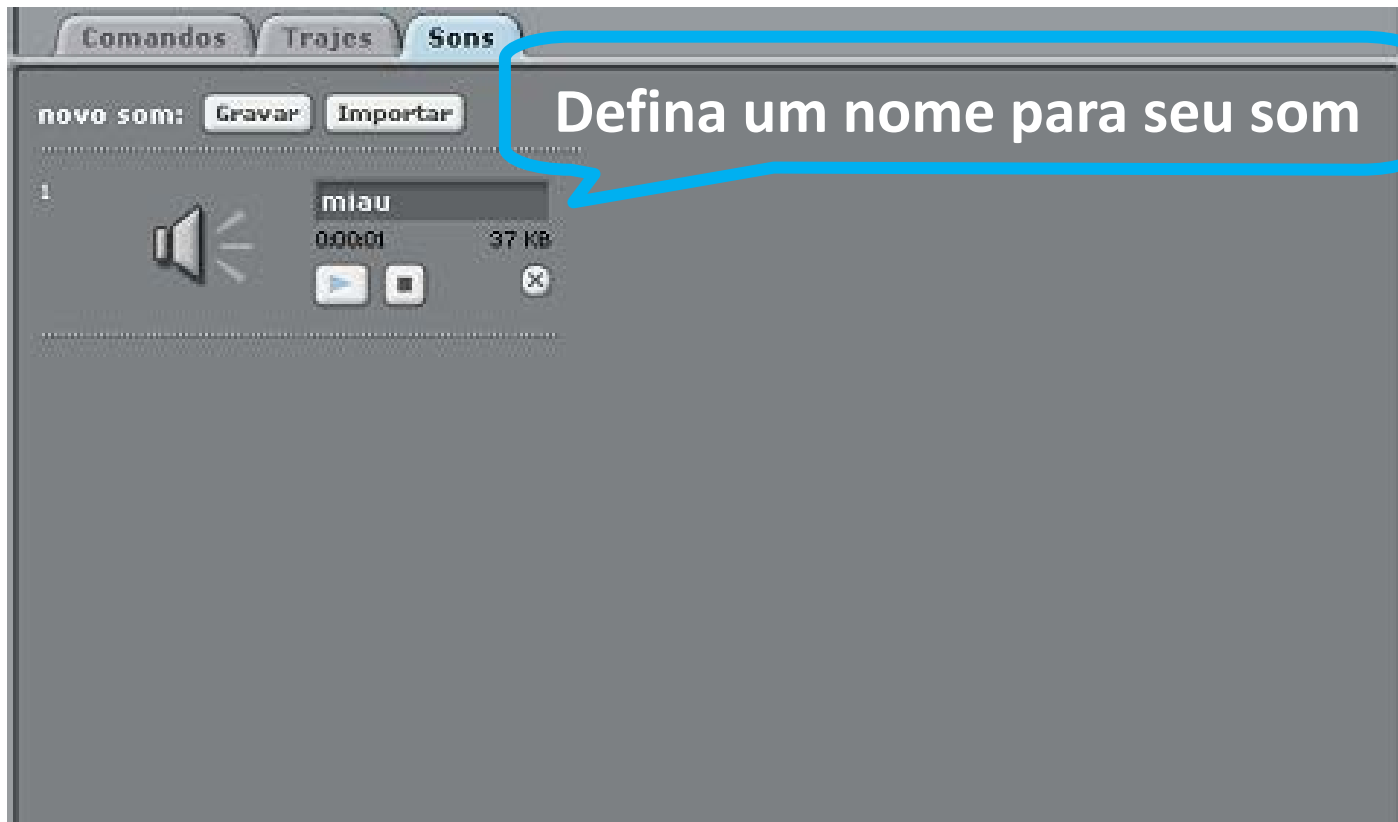 Comandos Trajes Sons
novo som: Gravar Importar
Defina um nome para seu som
1
miau
0:00:01 37 KB